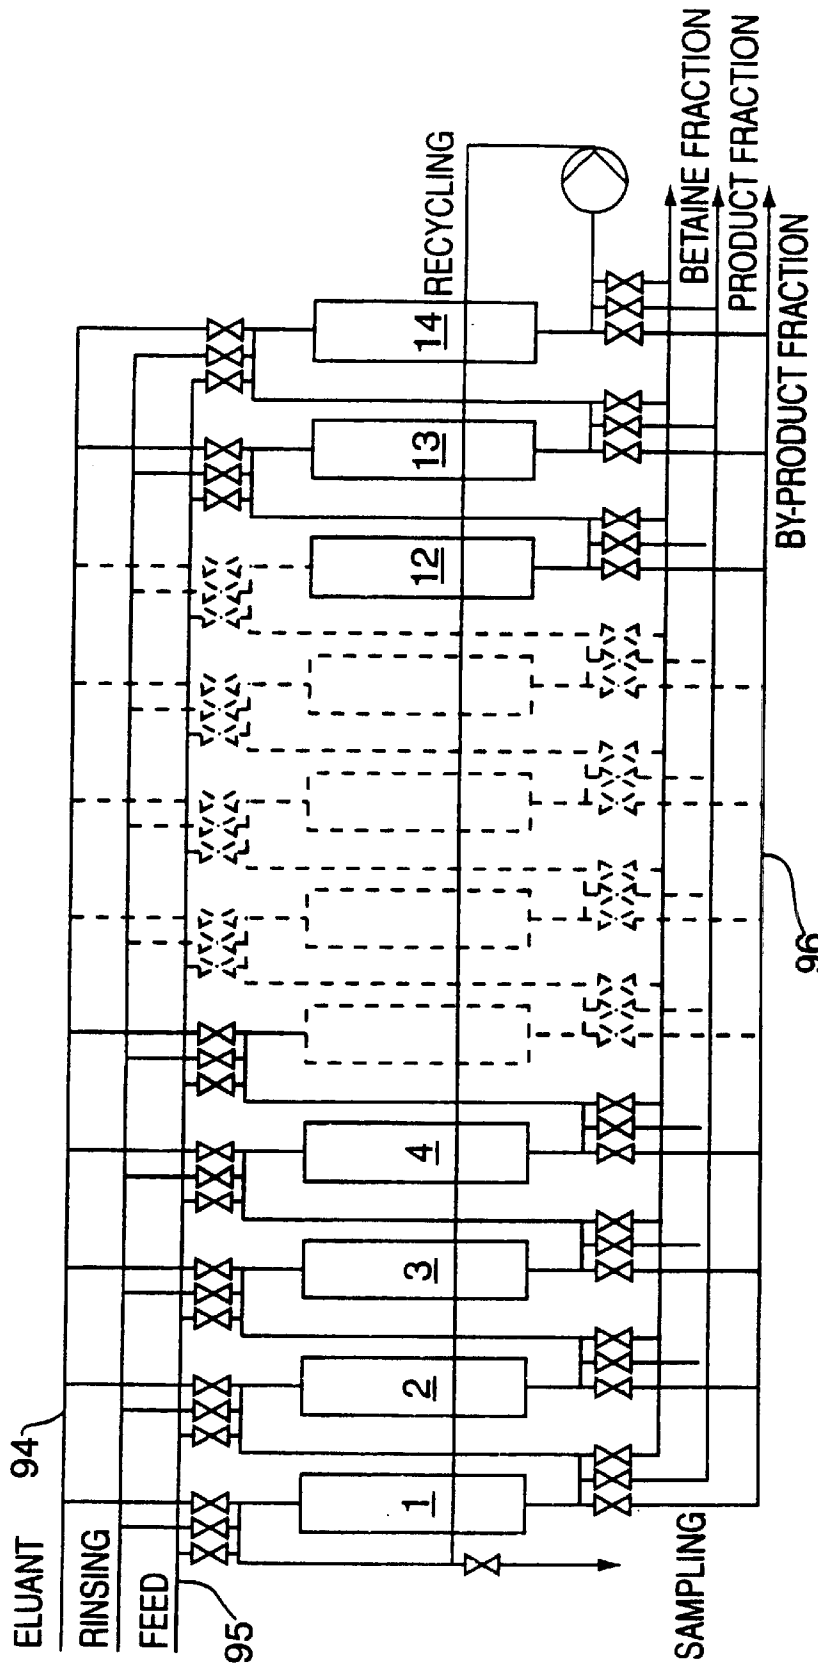 ELUANT
94
RINSING
FEED
95
1
2
3
4
12
13
14
RECYCLING
SAMPLING
96
BETAINE FRACTION
PRODUCT FRACTION
BY-PRODUCT FRACTION